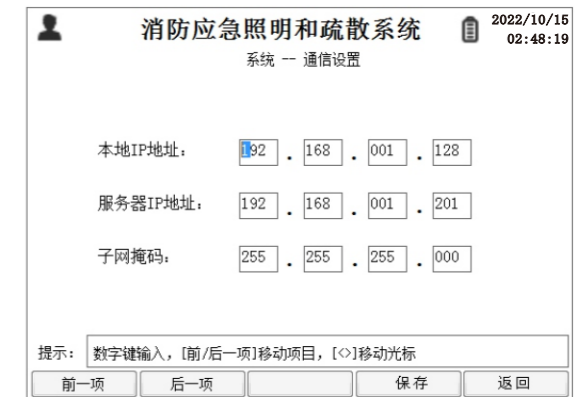 消防应急照明和疏散系统
2022/10/15
02:48:19
系统 -- 通信设置
本地IP地址: 192 . 168 . 001 . 128
服务器IP地址: 192 . 168 . 001 . 201
子网掩码: 255 . 255 . 255 . 000
提示: 数字键输入, [前/后一项]移动项目, [<>]移动光标
前一项 后一项 保存 返回